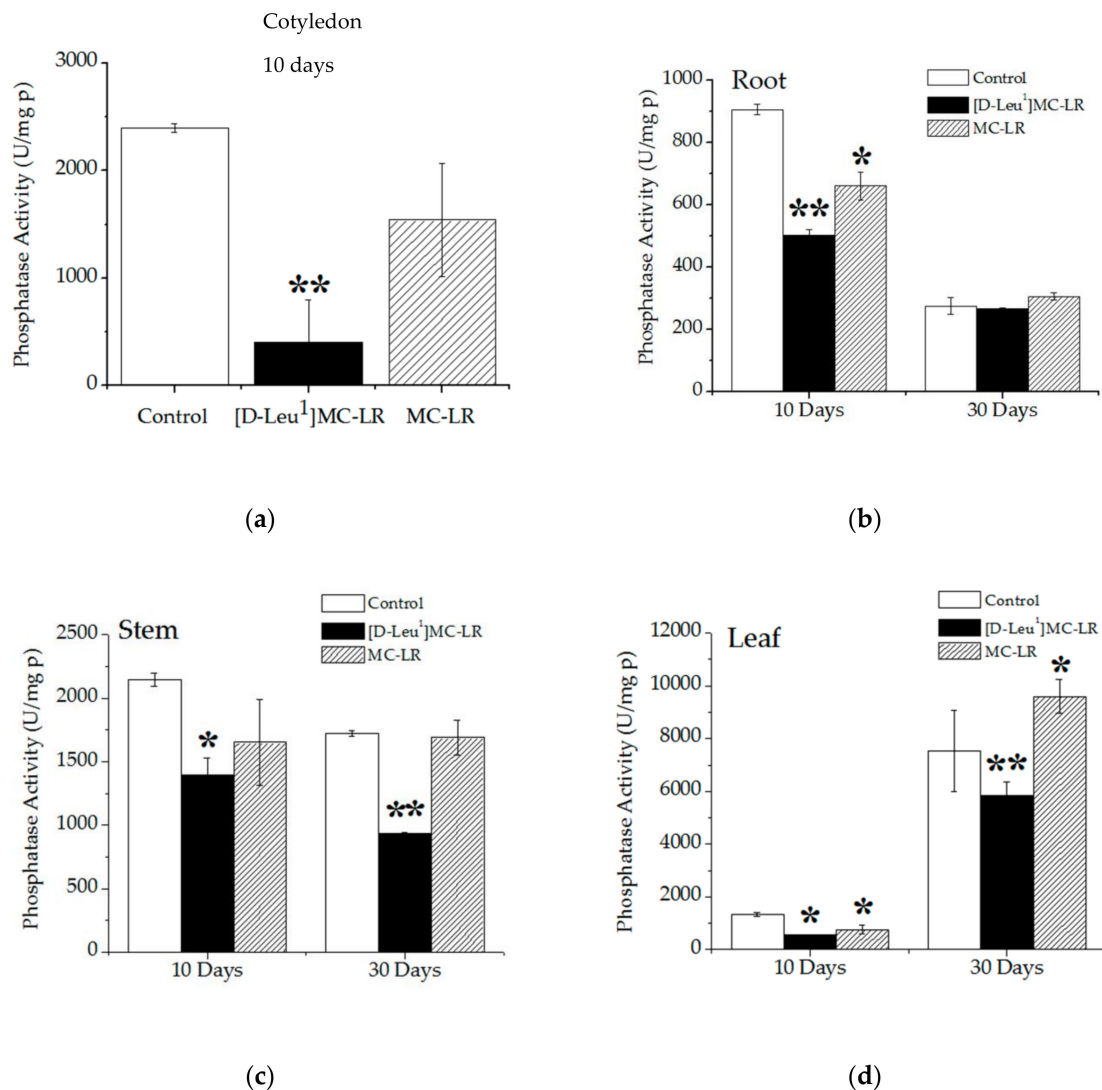 Cotyledon
10 days
Phosphatase Activity (U/mg p)
3000
2000
1000
0
Control
[D-Leu¹]MC-LR
MC-LR
(a)
Root
Control
[D-Leu¹]MC-LR
MC-LR
Phosphatase Activity (U/mg p)
1000
800
600
400
200
0
**
*
10 Days
30 Days
(b)
**
Stem
Control
[D-Leu¹]MC-LR
MC-LR
Phosphatase Activity (U/mg p)
2500
2000
1500
1000
500
0
*
**
10 Days
30 Days
(c)
Leaf
Control
[D-Leu¹]MC-LR
MC-LR
Phosphatase Activity (U/mg p)
12000
10000
8000
6000
4000
2000
0
*
*
**
*
10 Days
30 Days
(d)